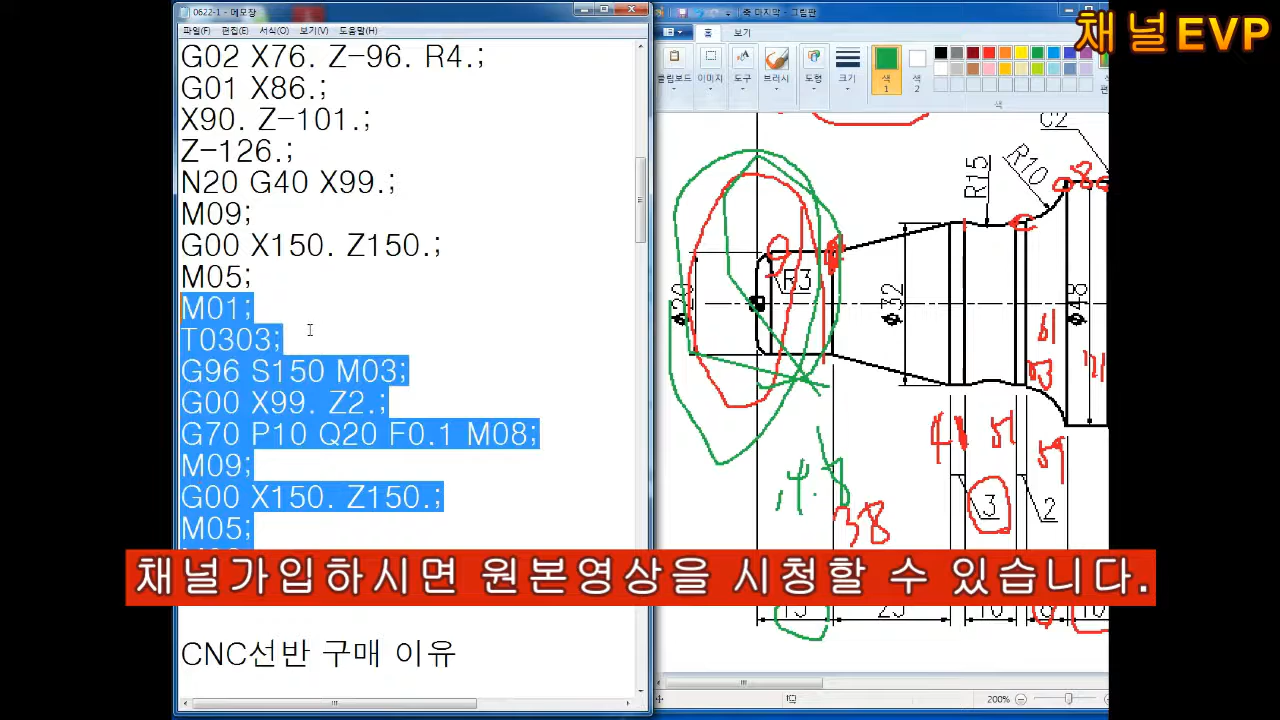 0622-1 - 메모장
파일(F) 편집(E) 서식(O) 보기(V) 도움말(H)
G02 X76. Z-96. R4.;
G01 X86.;
X90. Z-101.;
Z-126.;
N20 G40 X99.;
M09;
G00 X150. Z150.;
M05;
M01;
T0303;
G96 S150 M03;
G00 X99. Z2.;
G70 P10 Q20 F0.1 M08;
M09;
G00 X150. Z150.;
M05;
CNC선반 구매 이유
축 마지막 - 그림판
홈 보기
클립보드 이미지 도구 브러시 도형 크기 색 1 색 2
색
채널EVP
C2
R15
R10
R3
ϕ20
ϕ32
ϕ48
3
2
38
200%
채널가입하시면 원본영상을 시청할 수 있습니다.